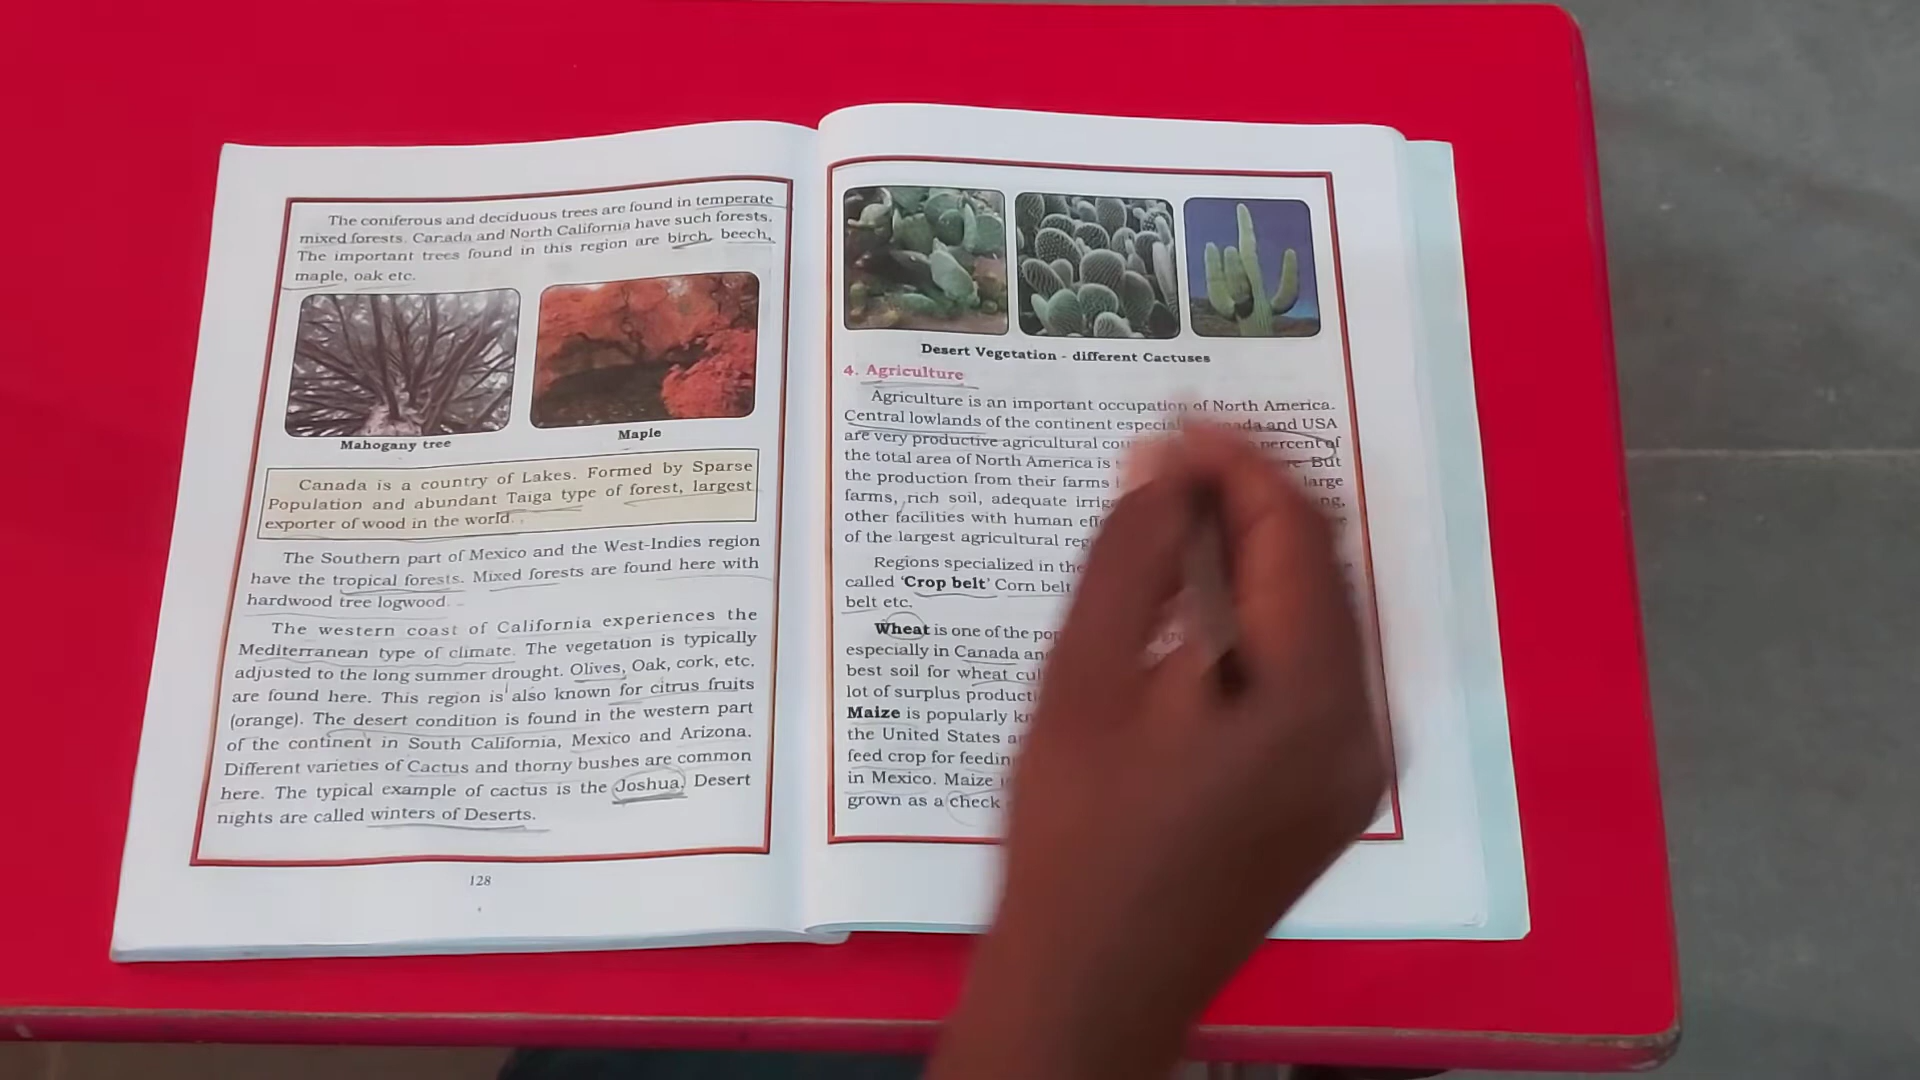 The coniferous and deciduous trees are found in temperate
mixed forests. Canada and North California have such forests.
The important trees found in this region are birch, beech,
maple, oak etc.
Mahogany tree
Maple
Canada is a country of Lakes. Formed by Sparse
Population and abundant Taiga type of forest, largest
exporter of wood in the world.
The Southern part of Mexico and the West-Indies region
have the tropical forests. Mixed forests are found here with
hardwood tree logwood.
The western coast of California experiences the
Mediterranean type of climate. The vegetation is typically
adjusted to the long summer drought. Olives, Oak, cork, etc.
are found here. This region is also known for citrus fruits
(orange). The desert condition is found in the western part
of the continent in South California, Mexico and Arizona.
Different varieties of Cactus and thorny bushes are common
here. The typical example of cactus is the Joshua. Desert
nights are called winters of Deserts.
128
Desert Vegetation - different Cactuses
4. Agriculture
Agriculture is an important occupation of North America.
Central lowlands of the continent and USA
are very productive agricultural percent of
the total area of North America is But
the production from their farms large
farms, rich soil, adequate
other facilities with human
of the largest agricultural
Regions specialized in the
called 'Crop belt' Corn belt
belt etc.
Wheat is one of the
especially in Canada
best soil for wheat
lot of surplus
Maize is popularly
the United States
feed crop for
in Mexico. Maize
grown as a check